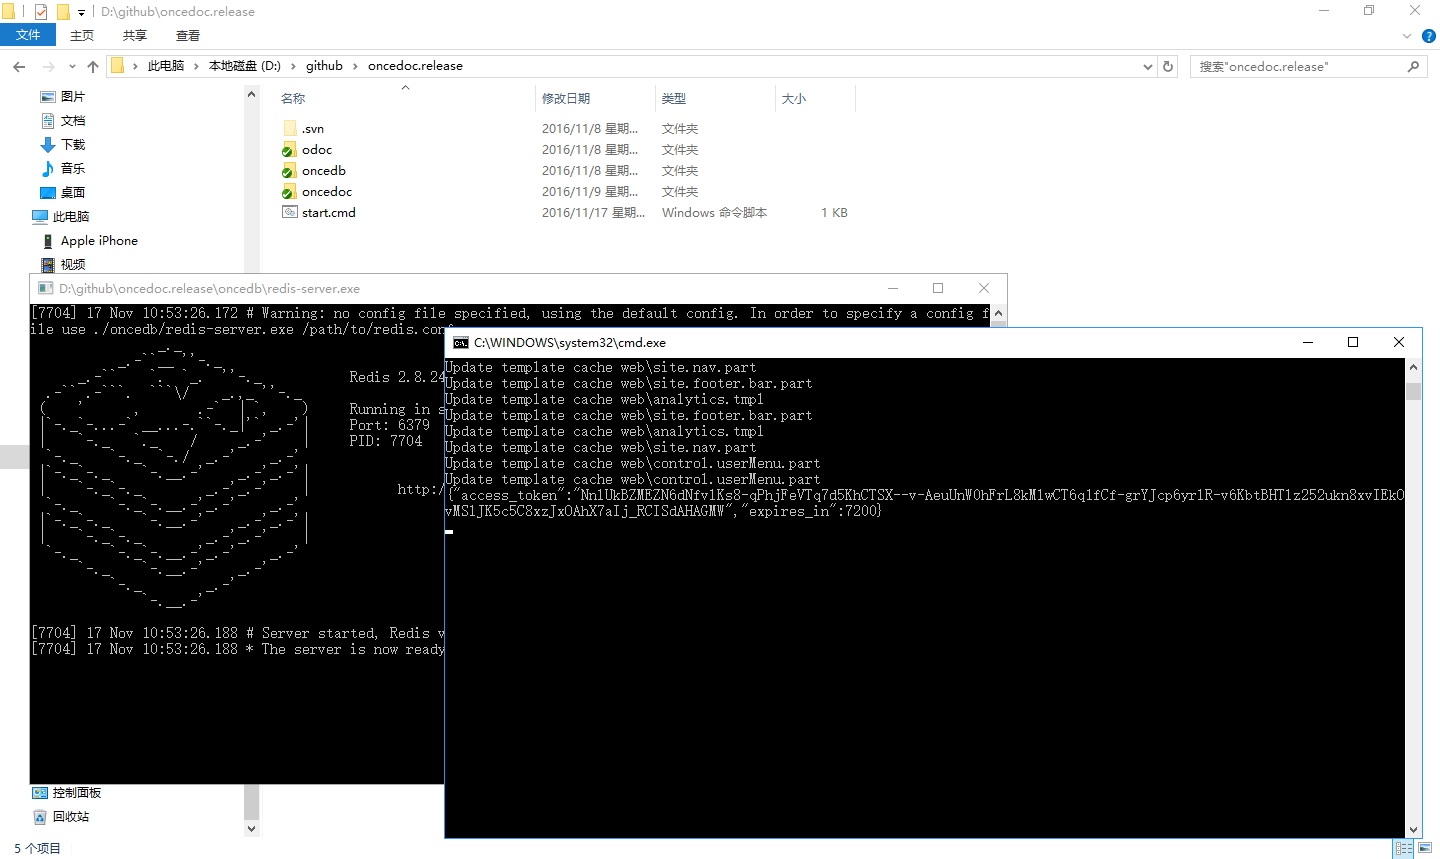 D:\github\oncedoc.release
文件 主页 共享 查看
此电脑 本地磁盘 (D:) github oncedoc.release
搜索"oncedoc.release"
图片
文档
下载
音乐
桌面
此电脑
Apple iPhone
视频
名称 修改日期 类型 大小
.svn 2016/11/8 星期... 文件夹
odoc 2016/11/8 星期... 文件夹
oncedb 2016/11/8 星期... 文件夹
oncedoc 2016/11/9 星期... 文件夹
start.cmd 2016/11/17 星期... Windows 命令脚本 1 KB
D:\github\oncedoc.release\oncedb\redis-server.exe
[7704] 17 Nov 10:53:26.172 # Warning: no config file specified, using the default config. In order to specify a config f
ile use ./oncedb/redis-server.exe /path/to/redis.conf
Redis 2.8.24
Running in s
Port: 6379
PID: 7704
http:/
[7704] 17 Nov 10:53:26.188 # Server started, Redis v
[7704] 17 Nov 10:53:26.188 * The server is now ready
C:\WINDOWS\system32\cmd.exe
Update template cache web\site.nav.part
Update template cache web\site.footer.bar.part
Update template cache web\analytics.tmpl
Update template cache web\site.footer.bar.part
Update template cache web\analytics.tmpl
Update template cache web\site.nav.part
Update template cache web\control.userMenu.part
Update template cache web\control.userMenu.part
{"access_token":"Nn1UkBZMEZN6dNfv1Ks8-qPhjFeVTq7d5KhCTSX--v-AeuUnW0hFrL8kM1wCT6q1fCf-grYJcp6yr1R-v6KbtBHT1z252ukn8xvIEkO
vMS1JK5c5C8xzJxOAhX7aIj_RCISdAHAGMW","expires_in":7200}
控制面板
回收站
5 个项目